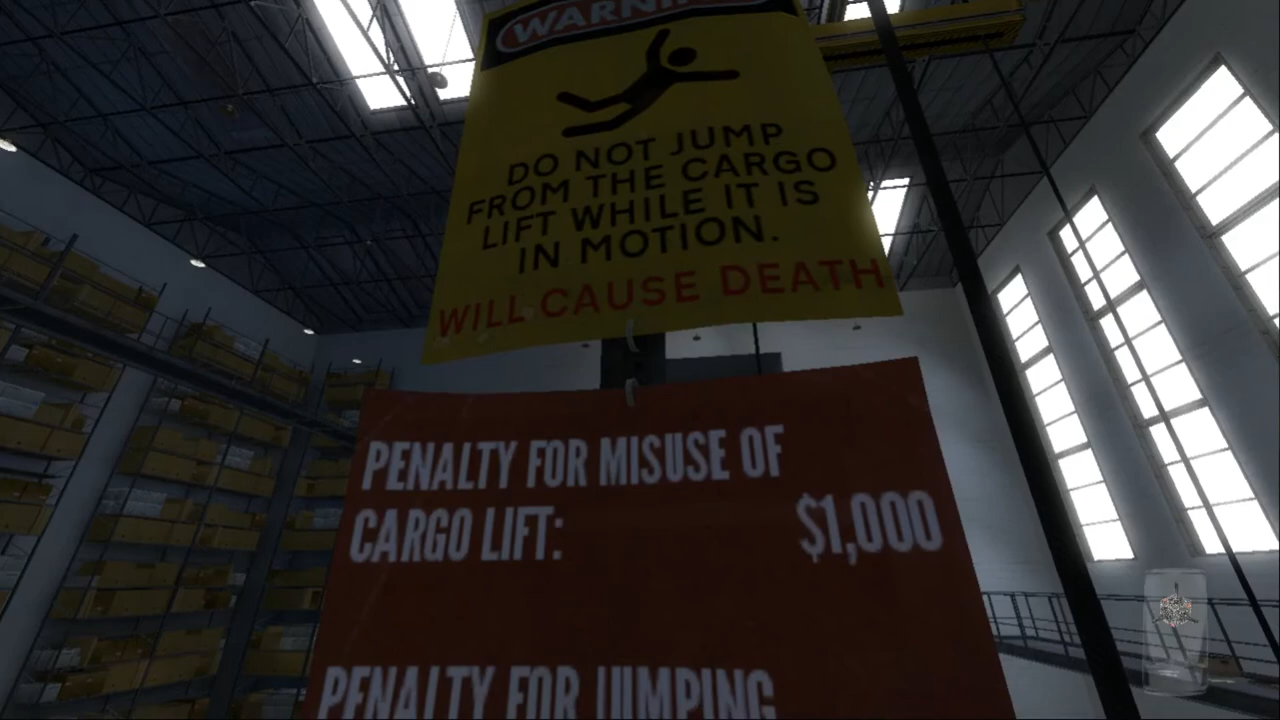 WARNING
DO NOT JUMP
FROM THE CARGO
LIFT WHILE IT IS
IN MOTION.
WILL CAUSE DEATH
PENALTY FOR MISUSE OF
CARGO LIFT: $1,000
PENALTY FOR JUMPING